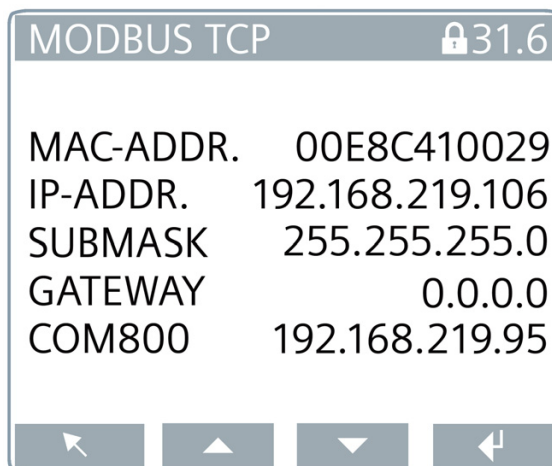 MODBUS TCP 31.6
MAC-ADDR. 00E8C410029
IP-ADDR. 192.168.219.106
SUBMASK 255.255.255.0
GATEWAY 0.0.0.0
COM800 192.168.219.95